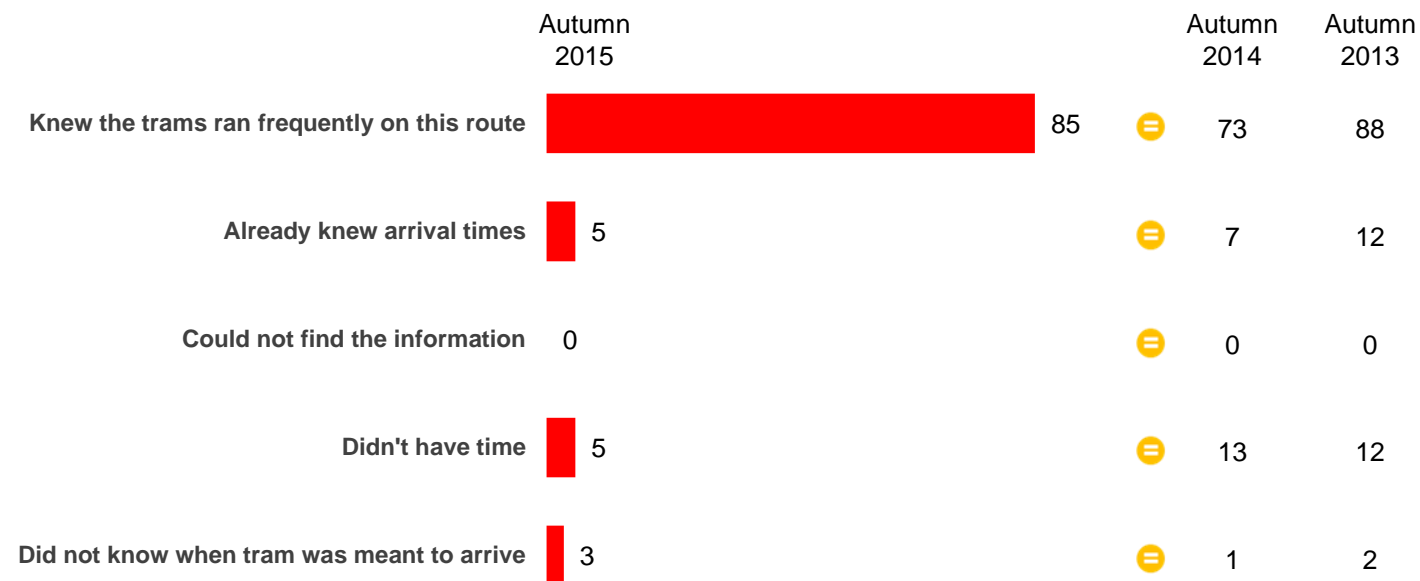 Autumn 2015 Autumn 2014 Autumn 2013
Knew the trams ran frequently on this route 85 = 73 88
Already knew arrival times 5 = 7 12
Could not find the information 0 = 0 0
Didn't have time 5 = 13 12
Did not know when tram was meant to arrive 3 = 1 2